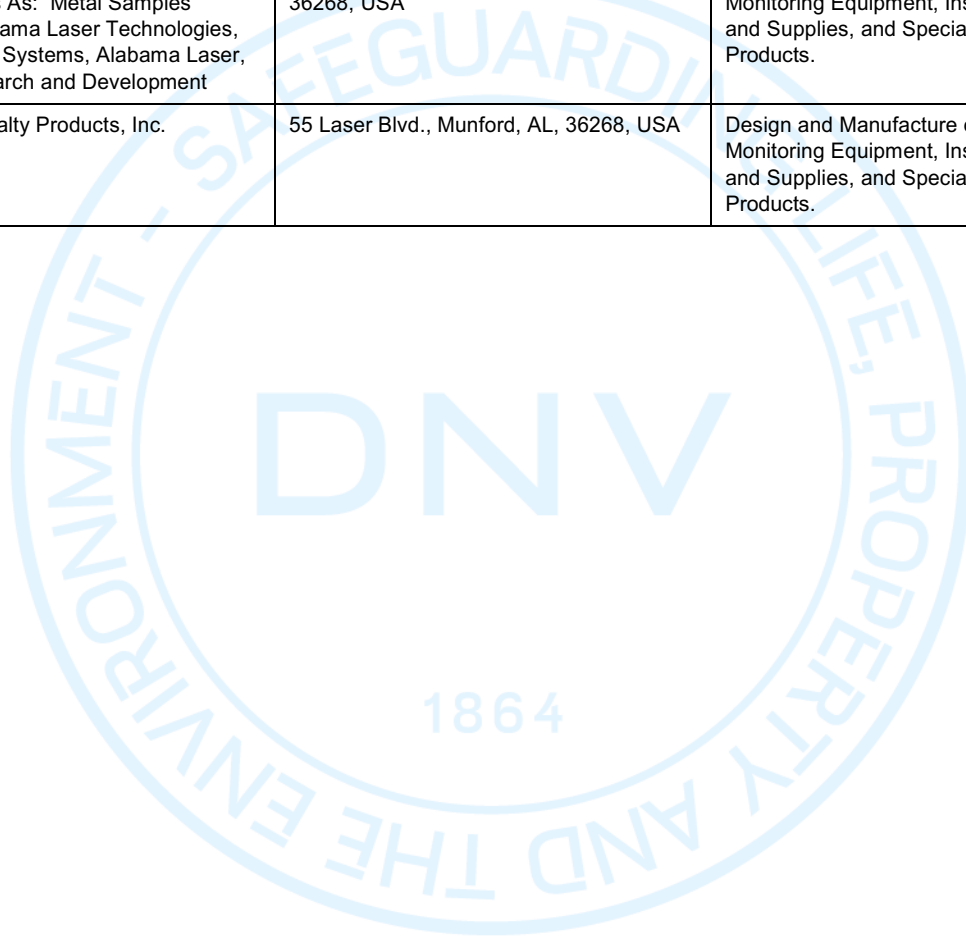 s As: Metal Samples
ama Laser Technologies,
Systems, Alabama Laser,
arch and Development
36268, USA
Monitoring Equipment, Ins
and Supplies, and Specia
Products.
alty Products, Inc.
55 Laser Blvd., Munford, AL, 36268, USA
Design and Manufacture
Monitoring Equipment, Ins
and Supplies, and Specia
Products.
SAFEGUARDING LIFE, PROPERTY AND THE ENVIRONMENT -
DNV
1864